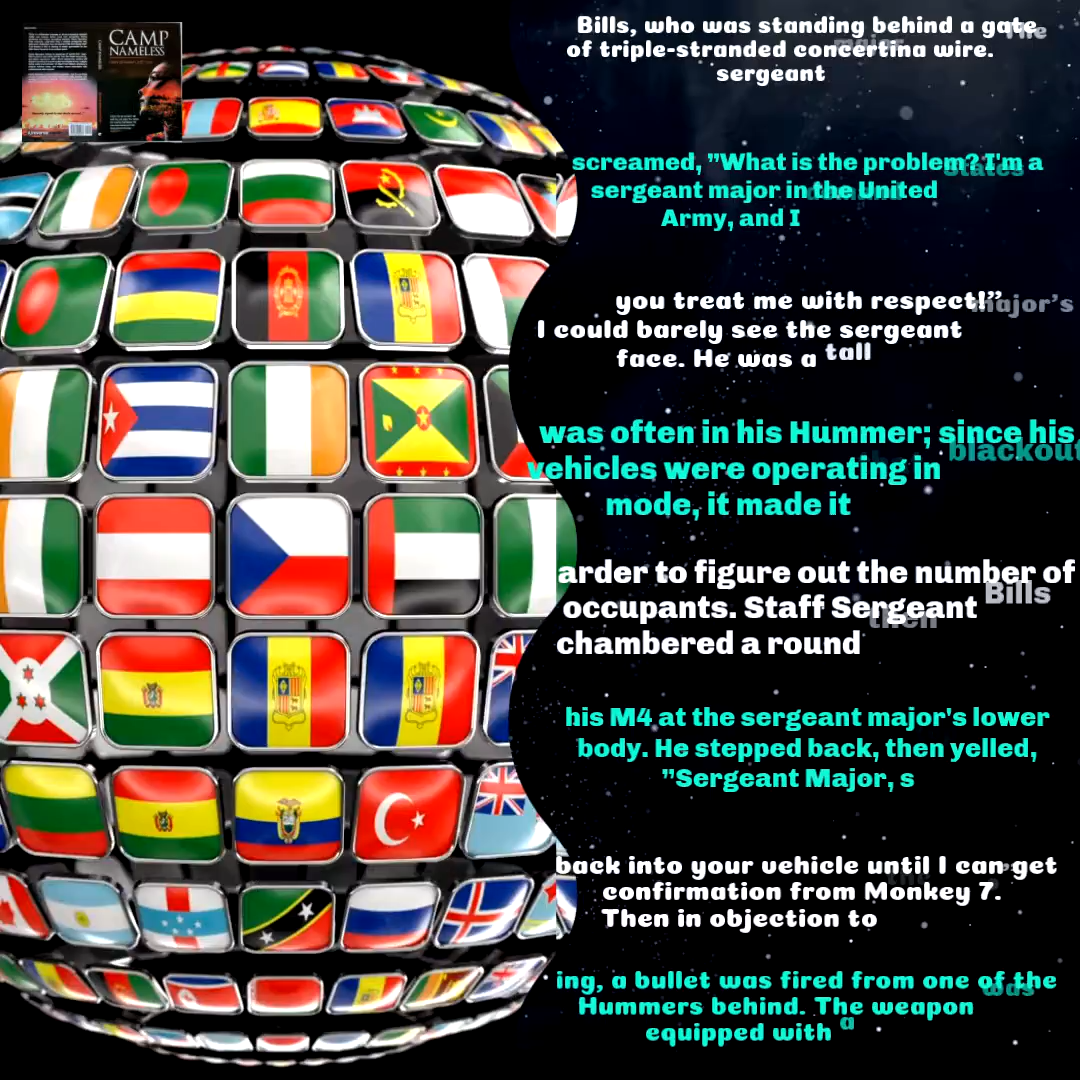 CAMP
NAMELESS
Bills, who was standing behind a gate The
of triple-stranded concertina wire. major
sergeant
screamed, "What is the problem? I'm a
sergeant major in the United States
Army, and I demand
you treat me with respect!"
I could barely see the sergeant major's
face. He was a tall
was often in his Hummer; since his
vehicles were operating in blackout
mode, it made it
arder to figure out the number of
occupants. Staff Sergeant Bills
chambered a round then
his M4 at the sergeant major's lower
body. He stepped back, then yelled,
"Sergeant Major, s
back into your vehicle until I can get
confirmation from Monkey 7.
Then in objection to
ing, a bullet was fired from one of the
Hummers behind. The weapon was
equipped with a